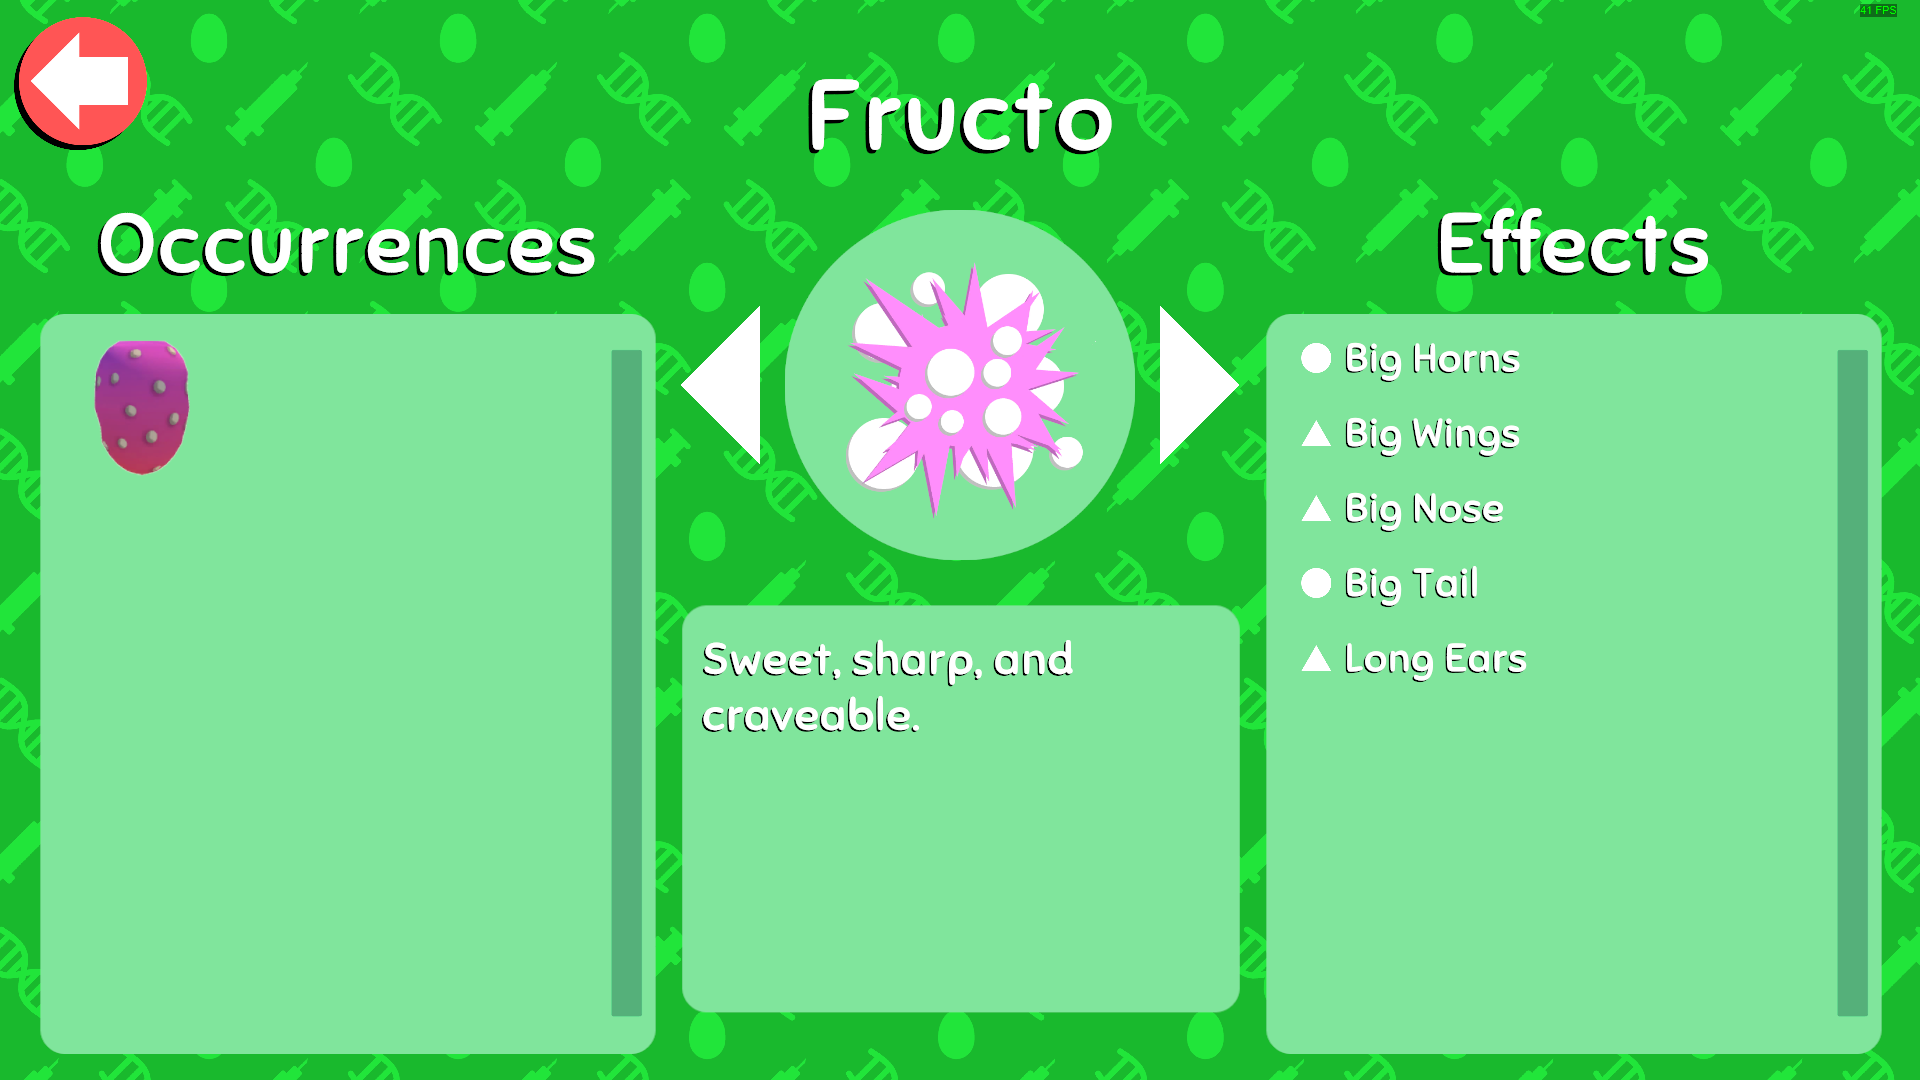 41 FPS
Fructo
Occurrences
Effects
Big Horns
Big Wings
Big Nose
Big Tail
Long Ears
Sweet, sharp, and
craveable.